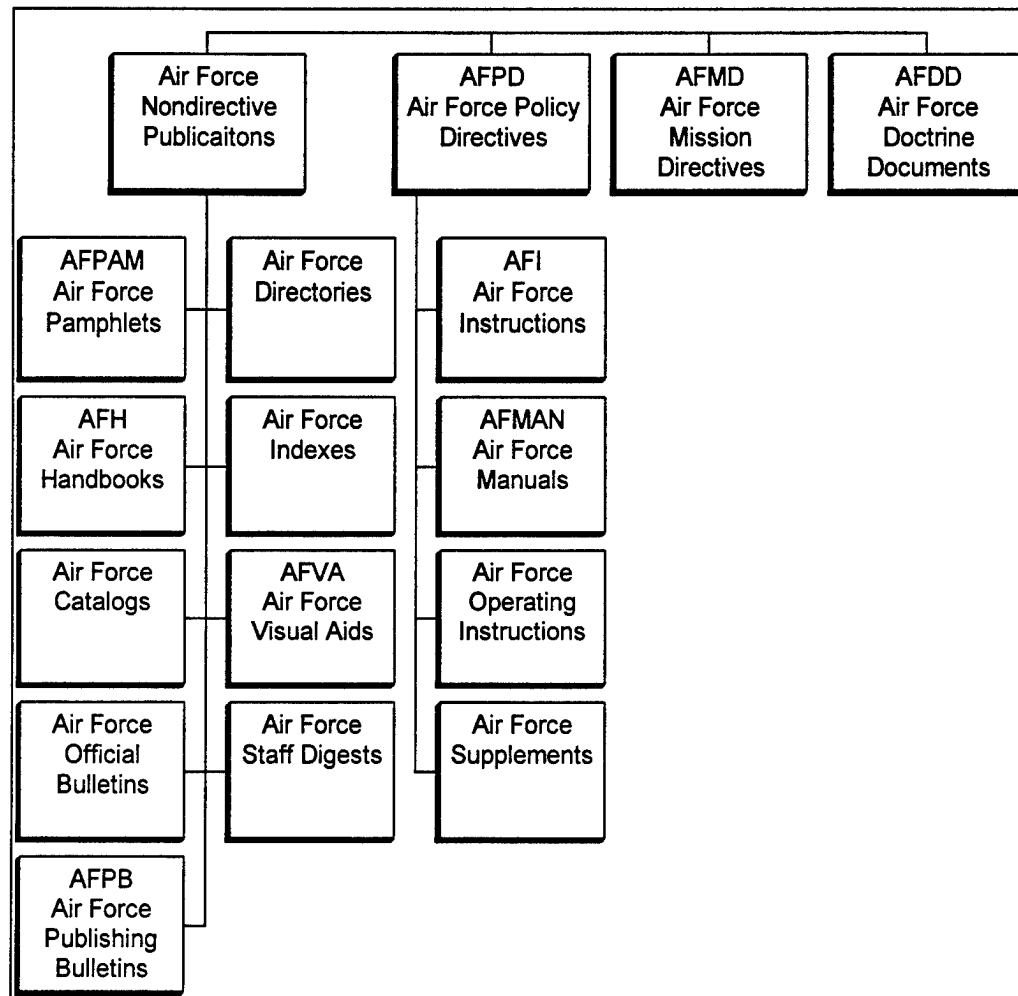 Air Force
Nondirective
Publicaitons
AFPD
Air Force Policy
Directives
AFMD
Air Force
Mission
Directives
AFDD
Air Force
Doctrine
Documents
AFPAM
Air Force
Pamphlets
Air Force
Directories
AFI
Air Force
Instructions
AFH
Air Force
Handbooks
Air Force
Indexes
AFMAN
Air Force
Manuals
Air Force
Catalogs
AFVA
Air Force
Visual Aids
Air Force
Operating
Instructions
Air Force
Official
Bulletins
Air Force
Staff Digests
Air Force
Supplements
AFPB
Air Force
Publishing
Bulletins